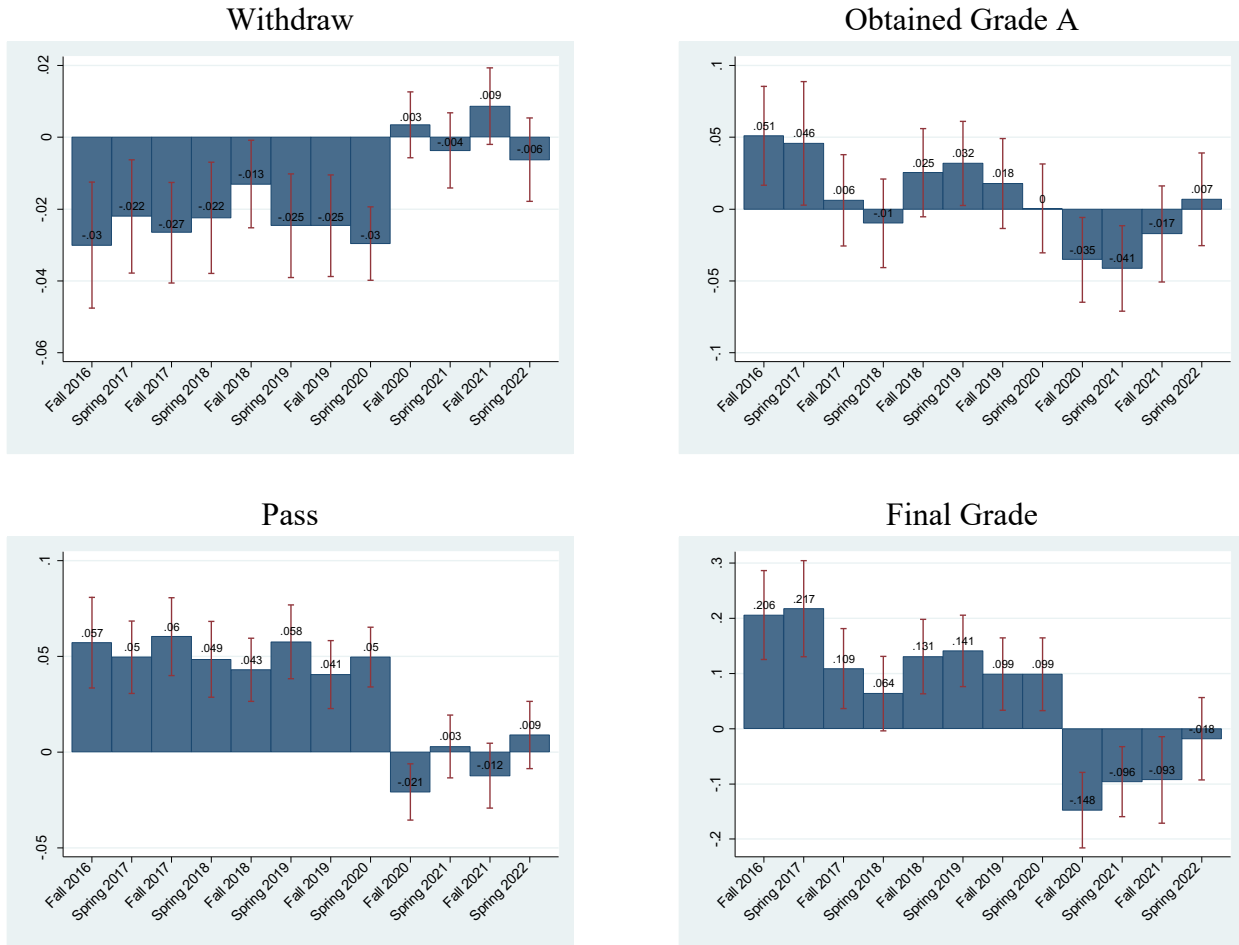 Withdraw
.02
0
-.02
-.04
-.06
-.03
-.022
-.027
-.022
-.013
-.025
-.025
-.03
.003
-.004
.009
-.006
Fall 2016
Spring 2017
Fall 2017
Spring 2018
Fall 2018
Spring 2019
Fall 2019
Spring 2020
Fall 2020
Spring 2021
Fall 2021
Spring 2022
Obtained Grade A
.1
.05
0
-.05
-.1
.051
.046
.006
-.01
.025
.032
.018
0
-.035
-.041
-.017
.007
Fall 2016
Spring 2017
Fall 2017
Spring 2018
Fall 2018
Spring 2019
Fall 2019
Spring 2020
Fall 2020
Spring 2021
Fall 2021
Spring 2022
Pass
.1
.05
0
-.05
.057
.05
.06
.049
.043
.058
.041
.05
-.021
.003
-.012
.009
Fall 2016
Spring 2017
Fall 2017
Spring 2018
Fall 2018
Spring 2019
Fall 2019
Spring 2020
Fall 2020
Spring 2021
Fall 2021
Spring 2022
Final Grade
.3
.2
.1
0
-.1
-.2
.206
.217
.109
.064
.131
.141
.099
.099
-.148
-.096
-.093
-.018
Fall 2016
Spring 2017
Fall 2017
Spring 2018
Fall 2018
Spring 2019
Fall 2019
Spring 2020
Fall 2020
Spring 2021
Fall 2021
Spring 2022